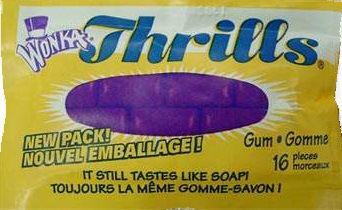 WONKA
Thrills®
NEW PACK!
NOUVEL EMBALLAGE!
Gum • Gomme
16 pieces
morceaux
IT STILL TASTES LIKE SOAP!
TOUJOURS LA MÊME GOMME-SAVON!